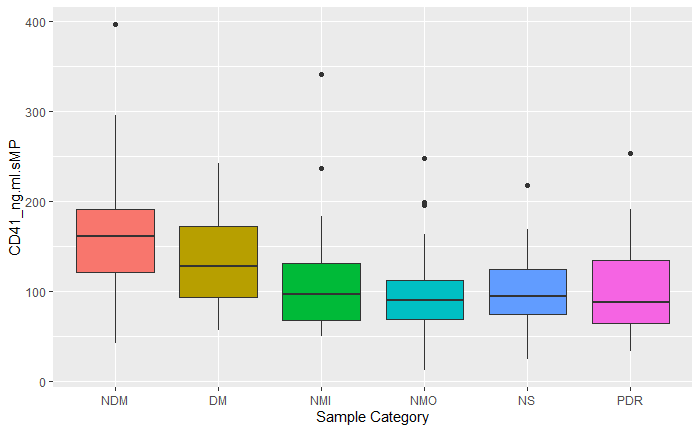 CD41_ng.ml.sMP
400
300
200
100
0
NDM DM NMI NMO NS PDR
Sample Category